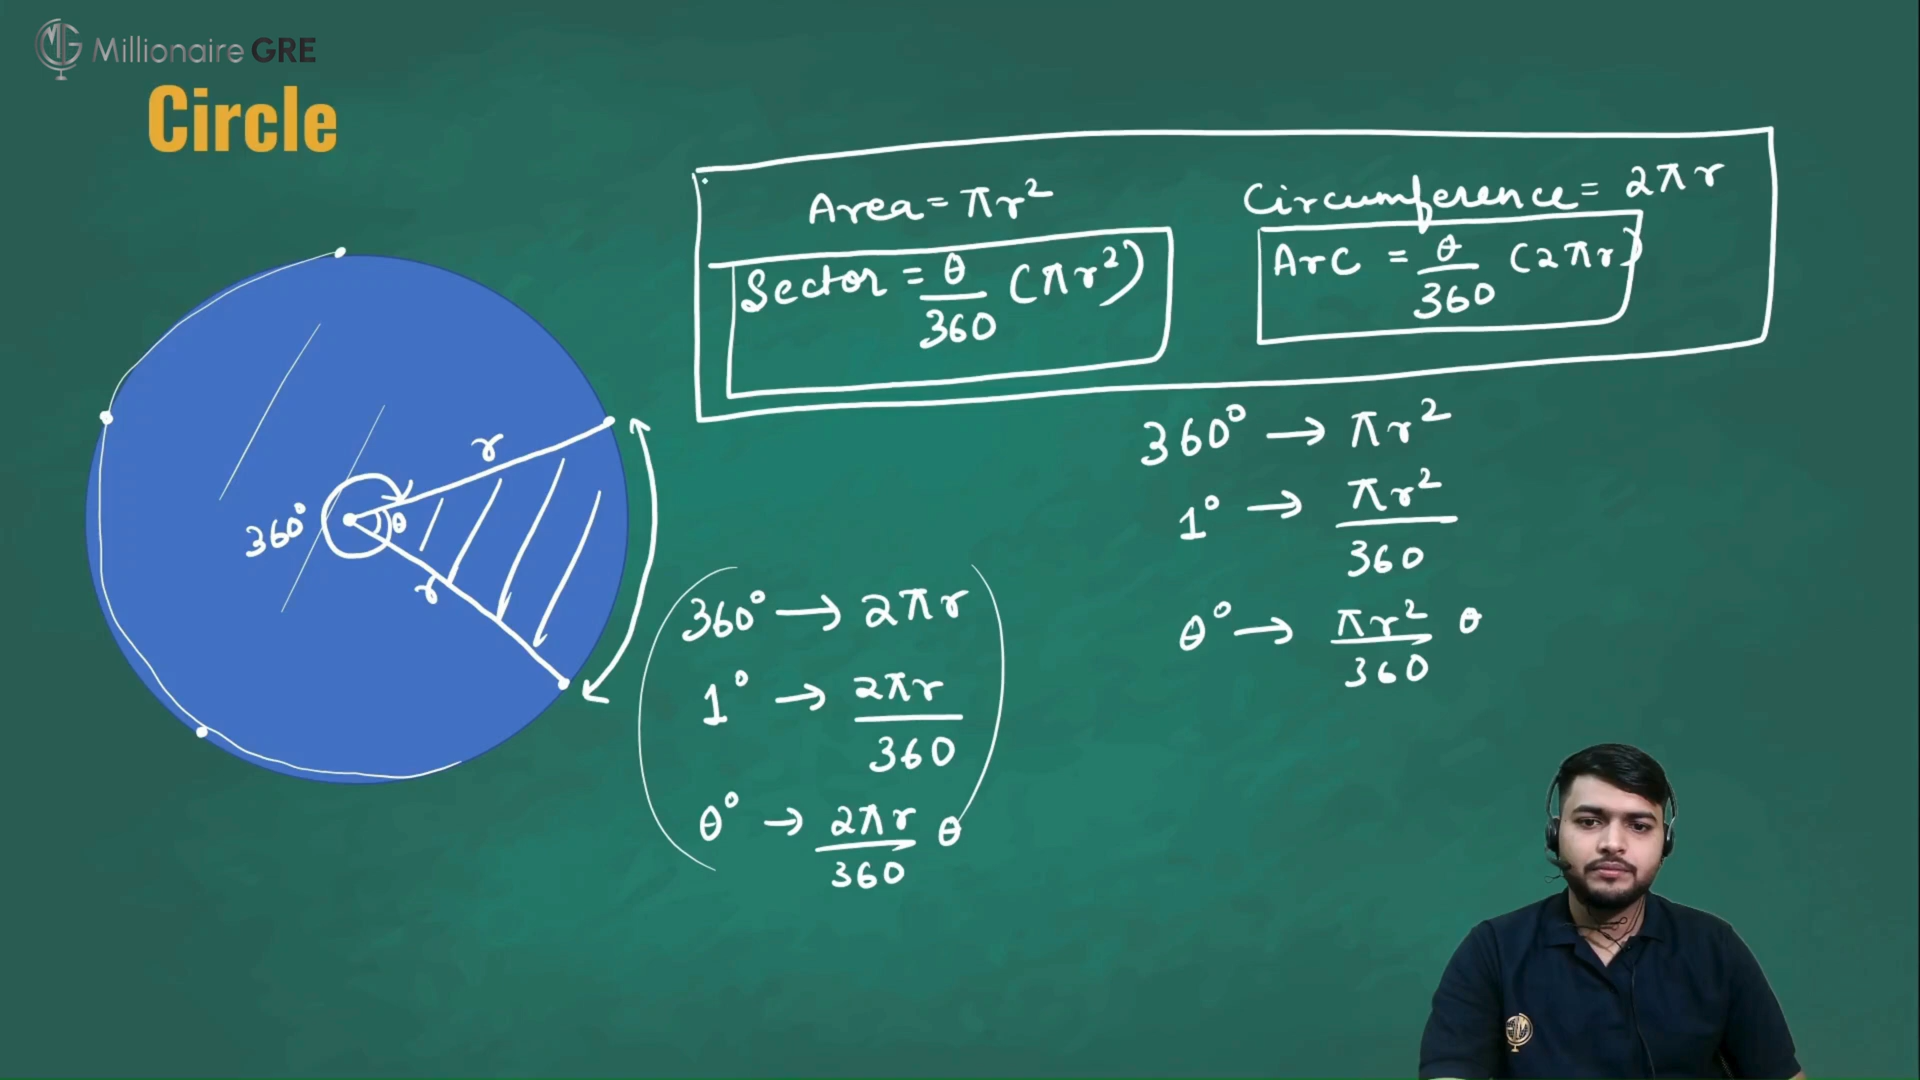 Millionaire GRE
Circle
Area = πr²
Circumference = 2πr
Sector = θ/360 (πr²)
Arc = θ/360 (2πr)
r
360°
θ
r
360° → 2πr
1° → 2πr/360
θ° → 2πr/360 θ
360° → πr²
1° → πr²/360
θ° → πr²/360 θ